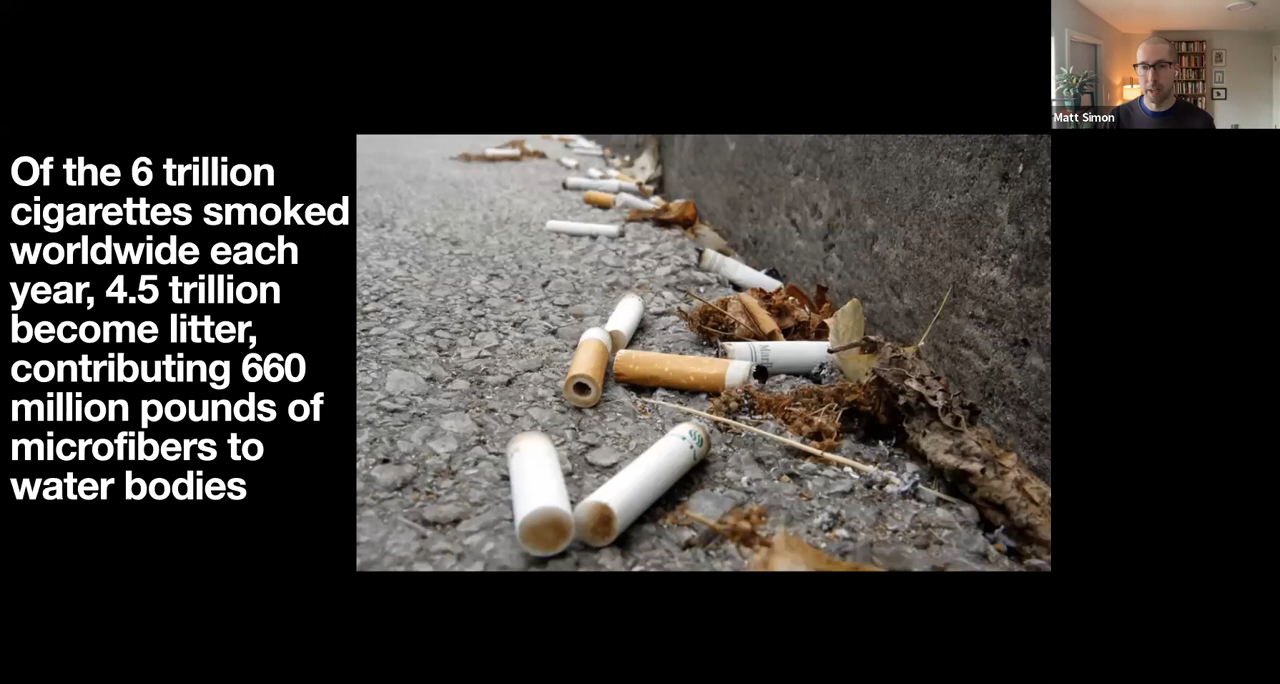 Of the 6 trillion
cigarettes smoked
worldwide each
year, 4.5 trillion
become litter,
contributing 660
million pounds of
microfibers to
water bodies
Matt Simon